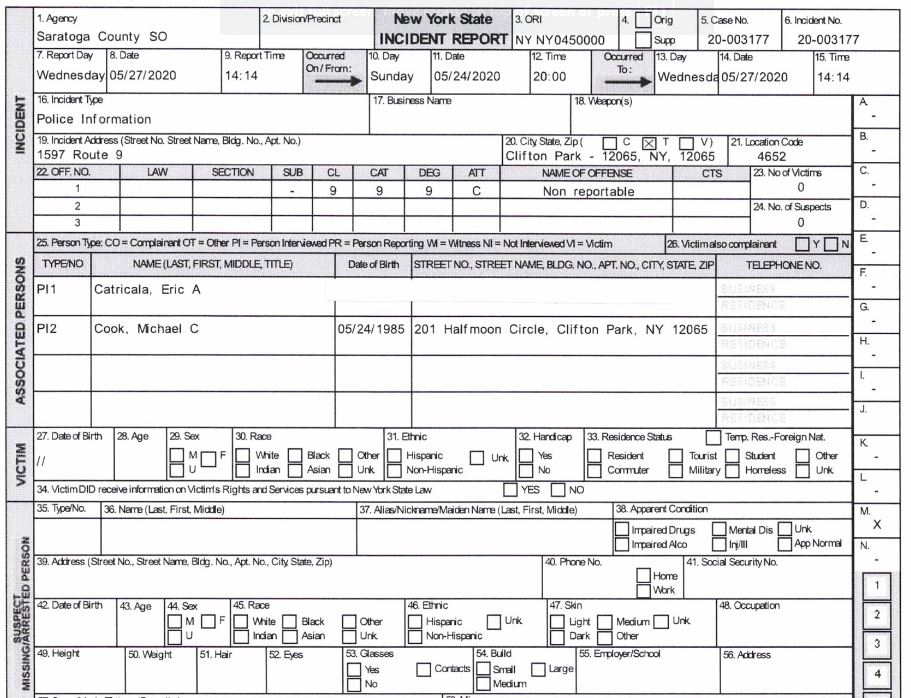 1. Agency 2. Division/Precinct New York State 3. ORI 4. Orig 5. Case No. 6. Incident No.
Saratoga County SO INCIDENT REPORT NY NY0450000 Supp 20-003177 20-003177
7. Report Day 8. Date 9. Report Time Occurred On / From: 10. Day 11. Date 12. Time Occurred To: 13. Day 14. Date 15. Time
Wednesday 05/27/2020 14:14 Sunday 05/24/2020 20:00 Wednesda 05/27/2020 14:14
INCIDENT
16. Incident Type 17. Business Name 18. Weapon(s) A.
Police Information -
19. Incident Address (Street No. Street Name, Bldg. No., Apt. No.) 20. City, State, Zip ( C T V) 21. Location Code B.
1597 Route 9 Clifton Park - 12065, NY, 12065 4652 -
22. OFF. NO. LAW SECTION SUB CL CAT DEG ATT NAME OF OFFENSE CTS 23. No of Victims C.
1 - 9 9 9 C Non reportable 0 -
2 24. No. of Suspects D.
3 0 -
ASSOCIATED PERSONS
25. Person Type: CO = Complainant OT = Other PI = Person Interviewed PR = Person Reporting WI = Witness NI = Not Interviewed VI = Victim 26. Victim also complainant Y N E.
-
TYPE/NO NAME (LAST, FIRST, MIDDLE, TITLE) Date of Birth STREET NO., STREET NAME, BLDG. NO., APT. NO., CITY, STATE, ZIP TELEPHONE NO. F.
-
PI1 Catricala, Eric A BUSINESS
RESIDENCE G.
-
PI2 Cook, Michael C 05/24/1985 201 Halfmoon Circle, Clifton Park, NY 12065 BUSINESS
RESIDENCE H.
-
BUSINESS
RESIDENCE I.
-
BUSINESS
RESIDENCE J.
-
VICTIM
27. Date of Birth 28. Age 29. Sex 30. Race 31. Ethnic 32. Handicap 33. Residence Status Temp. Res.-Foreign Nat. K.
// M F White Black Other Hispanic Unk. Yes Resident Tourist Student Other -
U Indian Asian Unk. Non-Hispanic No Commuter Military Homeless Unk.
34. Victim DID receive information on Victim's Rights and Services pursuant to New York State Law YES NO L
-
SUSPECT
MISSING/ARRESTED PERSON
35. Type/No. 36. Name (Last, First, Middle) 37. Alias/Nickname/Maiden Name (Last, First, Middle) 38. Apparent Condition M.
Impaired Drugs Mental Dis Unk. X
Impaired Alco Inj/Ill App Normal N.
-
39. Address (Street No., Street Name, Bldg. No., Apt. No., City, State, Zip) 40. Phone No. 41. Social Security No.
Home
Work 1
42. Date of Birth 43. Age 44. Sex 45. Race 46. Ethnic 47. Skin 48. Occupation
M F White Black Other Hispanic Unk. Light Medium Unk. 2
U Indian Asian Unk. Non-Hispanic Dark Other
49. Height 50. Weight 51. Hair 52. Eyes 53. Glasses 54. Build 55. Employer/School 56. Address 3
Yes Contacts Small Large
No Medium 4